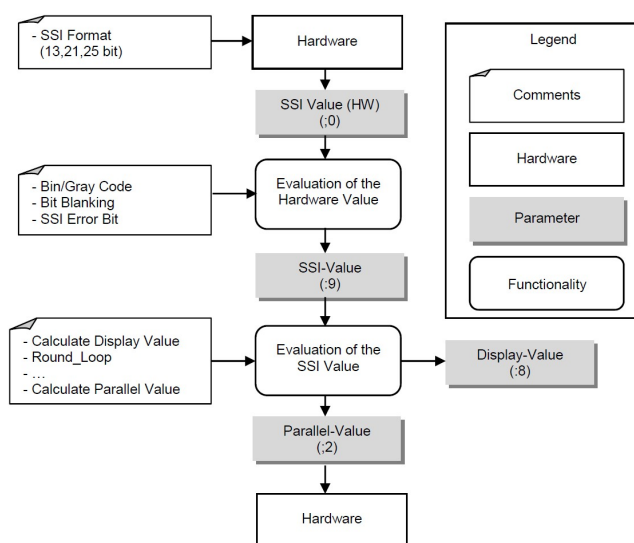 - SSI Format
(13,21,25 bit)
Hardware
SSI Value (HW)
(;0)
- Bin/Gray Code
- Bit Blanking
- SSI Error Bit
Evaluation of the
Hardware Value
SSI-Value
(:9)
- Calculate Display Value
- Round_Loop
- ...
- Calculate Parallel Value
Evaluation of the
SSI Value
Display-Value
(:8)
Parallel-Value
(;2)
Hardware
Legend
Comments
Hardware
Parameter
Functionality